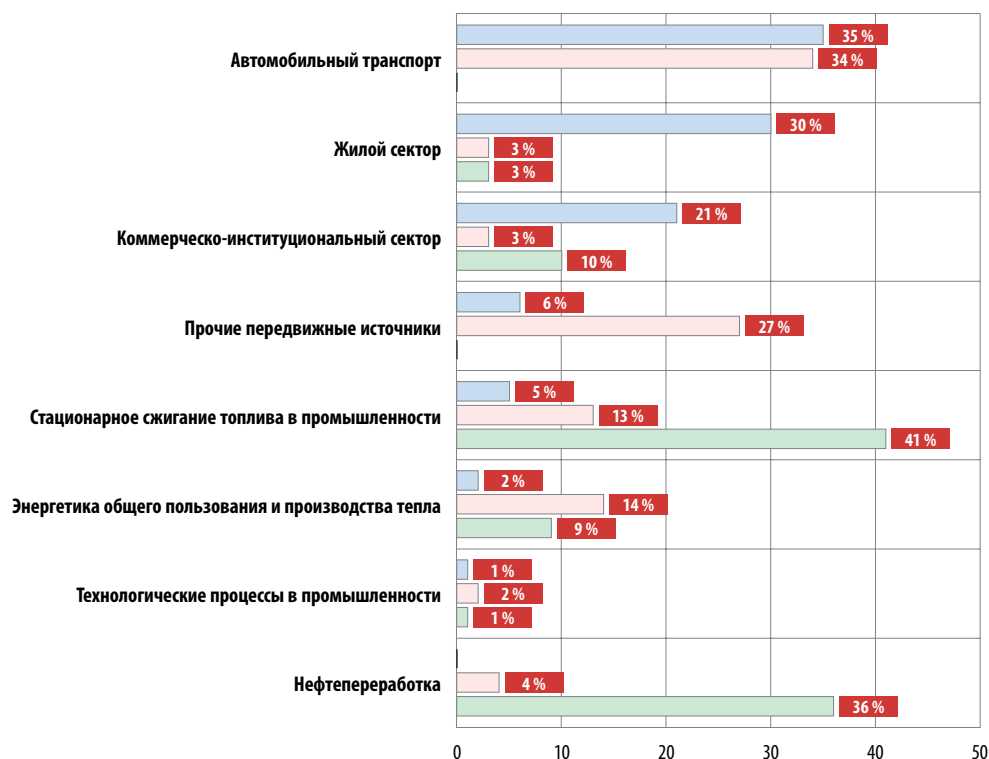 35 %
Автомобильный транспорт
34 %
30 %
Жилой сектор
3 %
3 %
21 %
Коммерческо-институциональный сектор
3 %
10 %
6 %
Прочие передвижные источники
27 %
5 %
Стационарное сжигание топлива в промышленности
13 %
41 %
2 %
Энергетика общего пользования и производства тепла
14 %
9 %
1 %
Технологические процессы в промышленности
2 %
1 %
Нефтепереработка
4 %
36 %
0 10 20 30 40 50